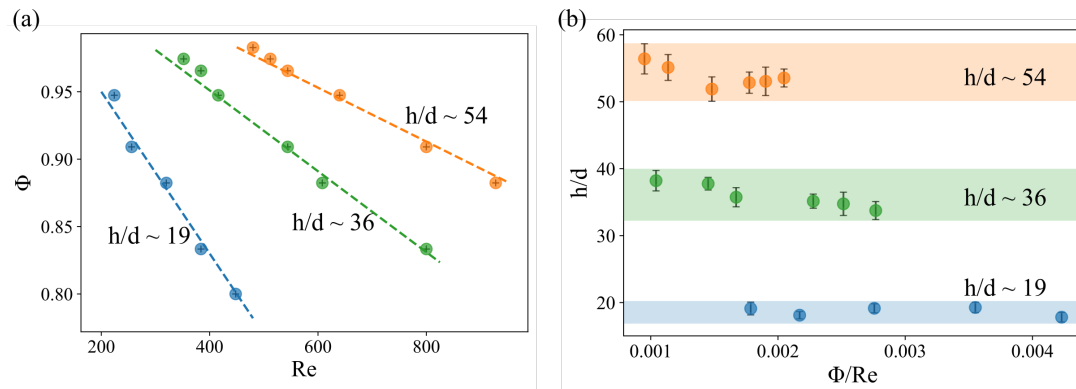 (a)
0.95
0.90
0.85
0.80
Φ
200
400
600
800
Re
h/d ~ 54
h/d ~ 36
h/d ~ 19
(b)
60
50
40
30
20
h/d
0.001
0.002
0.003
0.004
Φ/Re
h/d ~ 54
h/d ~ 36
h/d ~ 19